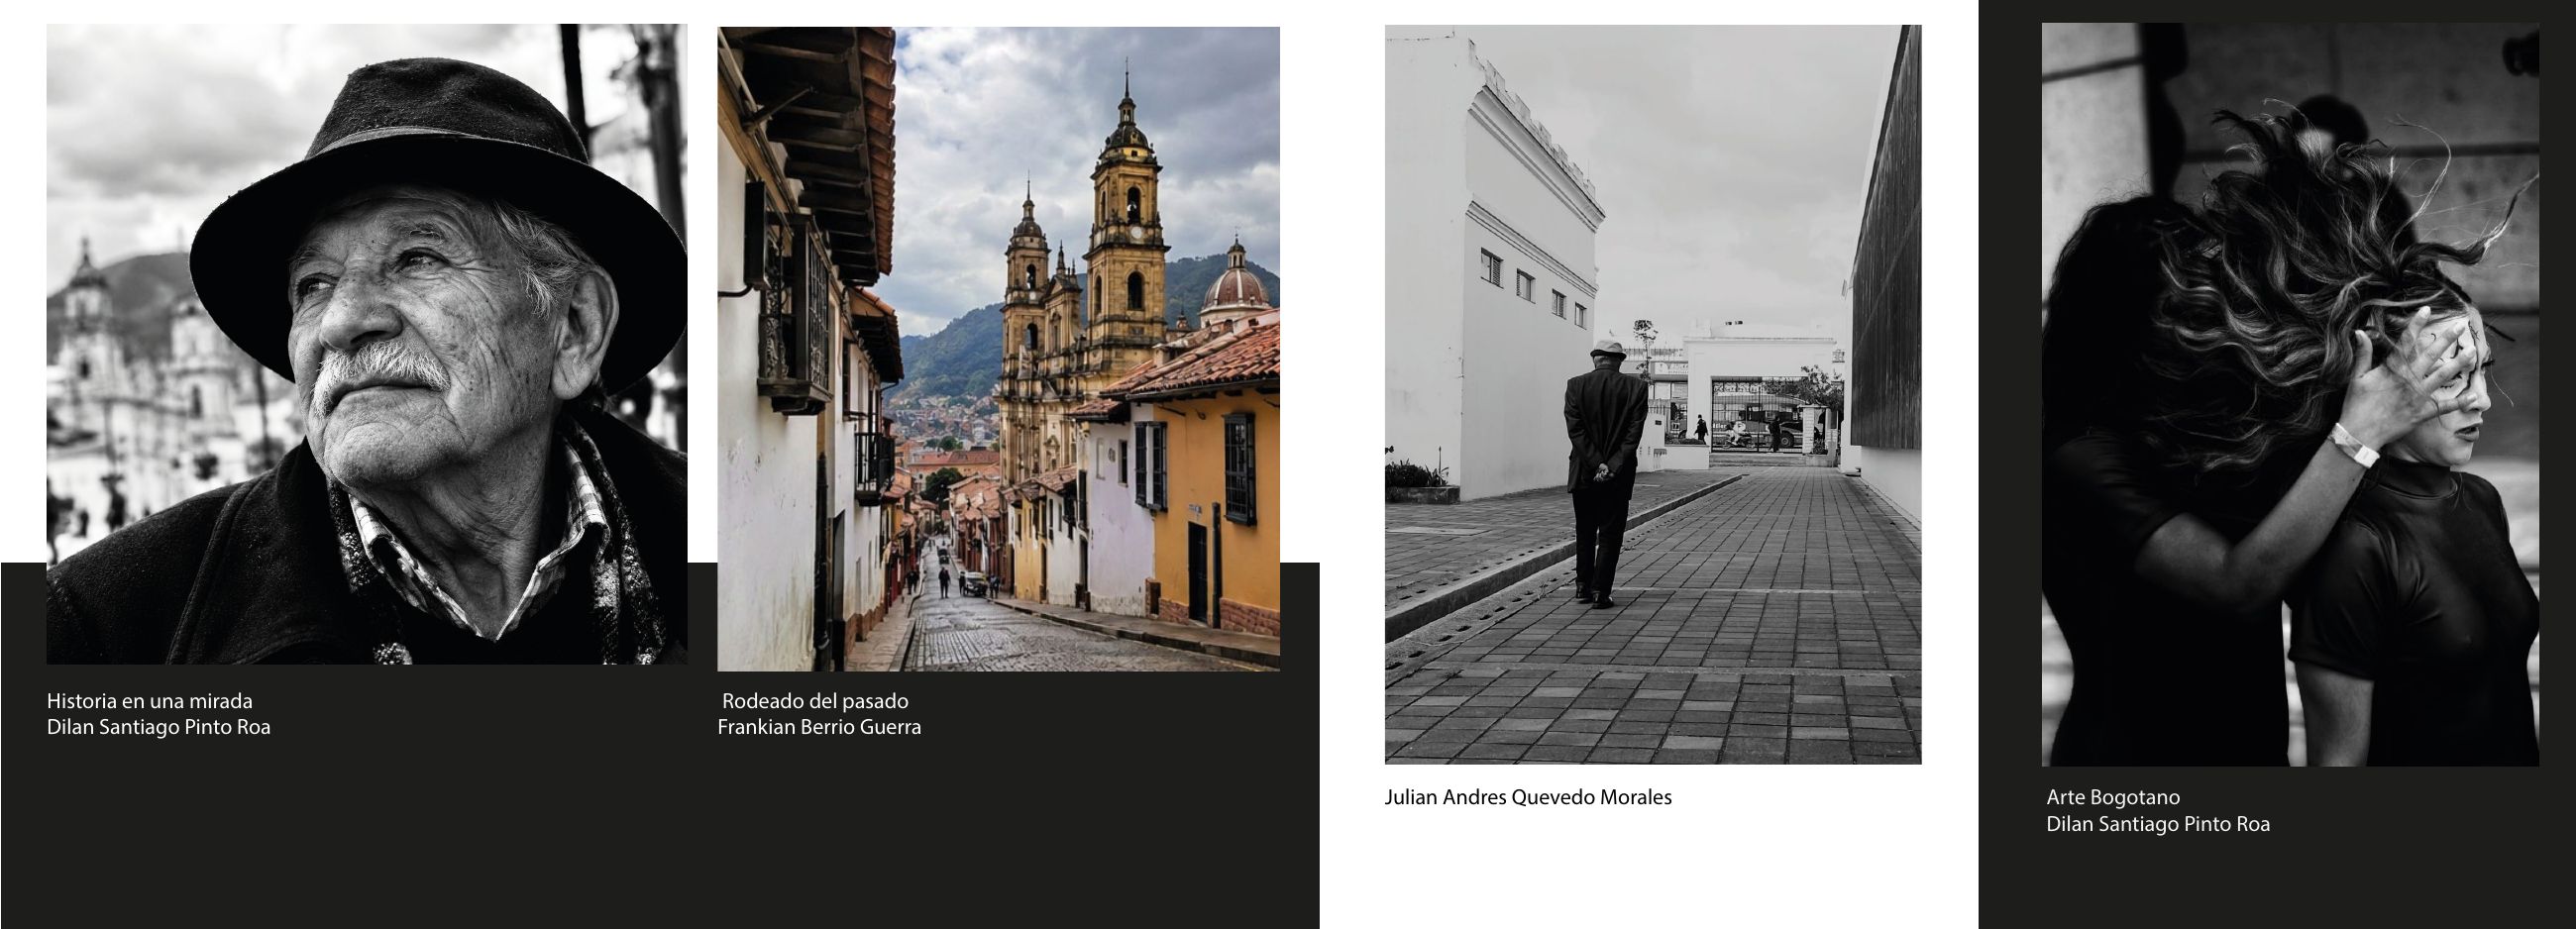 Historia en una mirada
Dilan Santiago Pinto Roa
Rodeado del pasado
Frankian Berrio Guerra
Julian Andres Quevedo Morales
Arte Bogotano
Dilan Santiago Pinto Roa